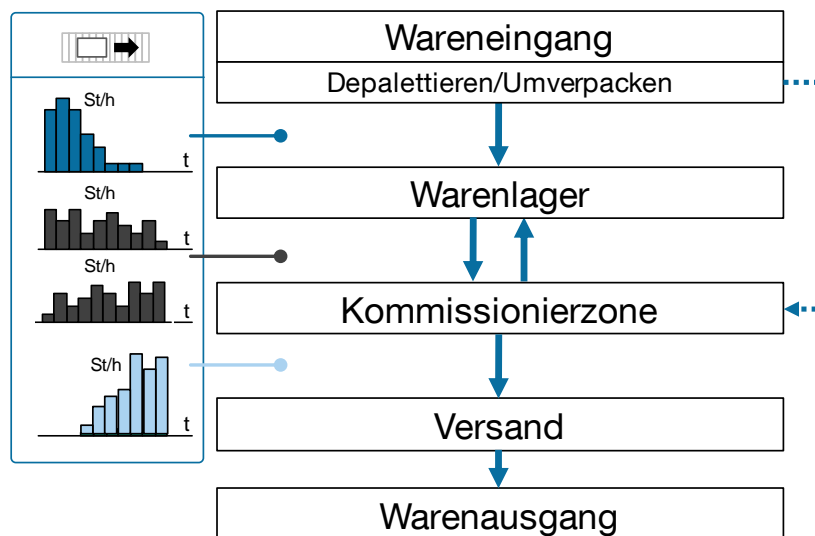 St/h
t
St/h
t
St/h
t
St/h
t
Wareneingang
Depalettieren/Umverpacken
Warenlager
Kommissionierzone
Versand
Warenausgang